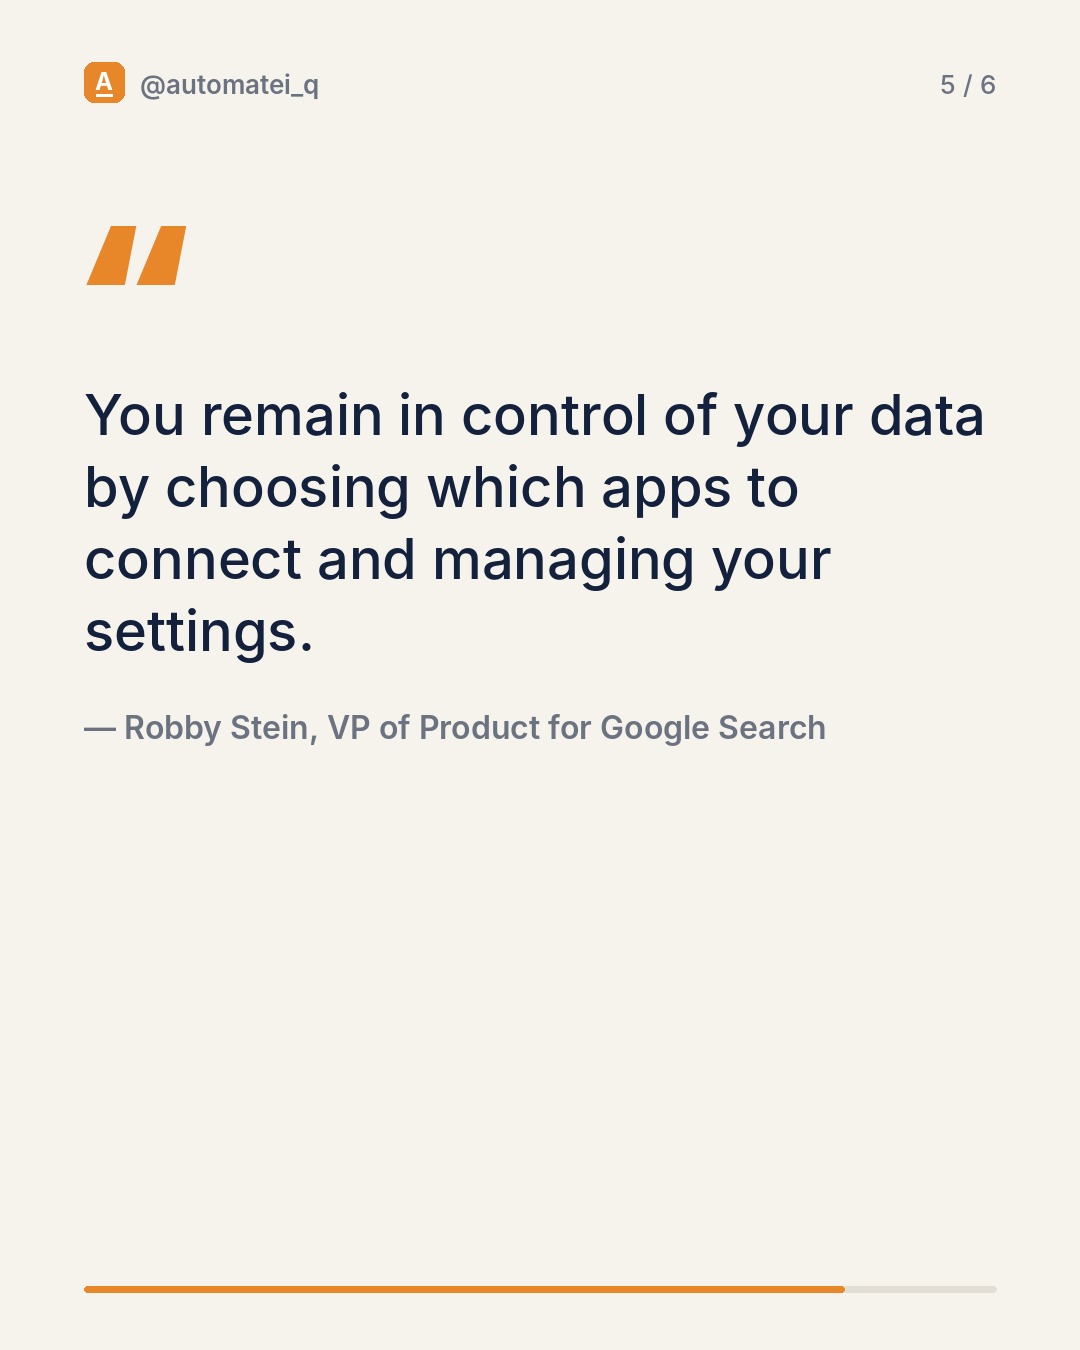 A
@automatei_q
5 / 6
“
You remain in control of your data
by choosing which apps to
connect and managing your
settings.
— Robby Stein, VP of Product for Google Search